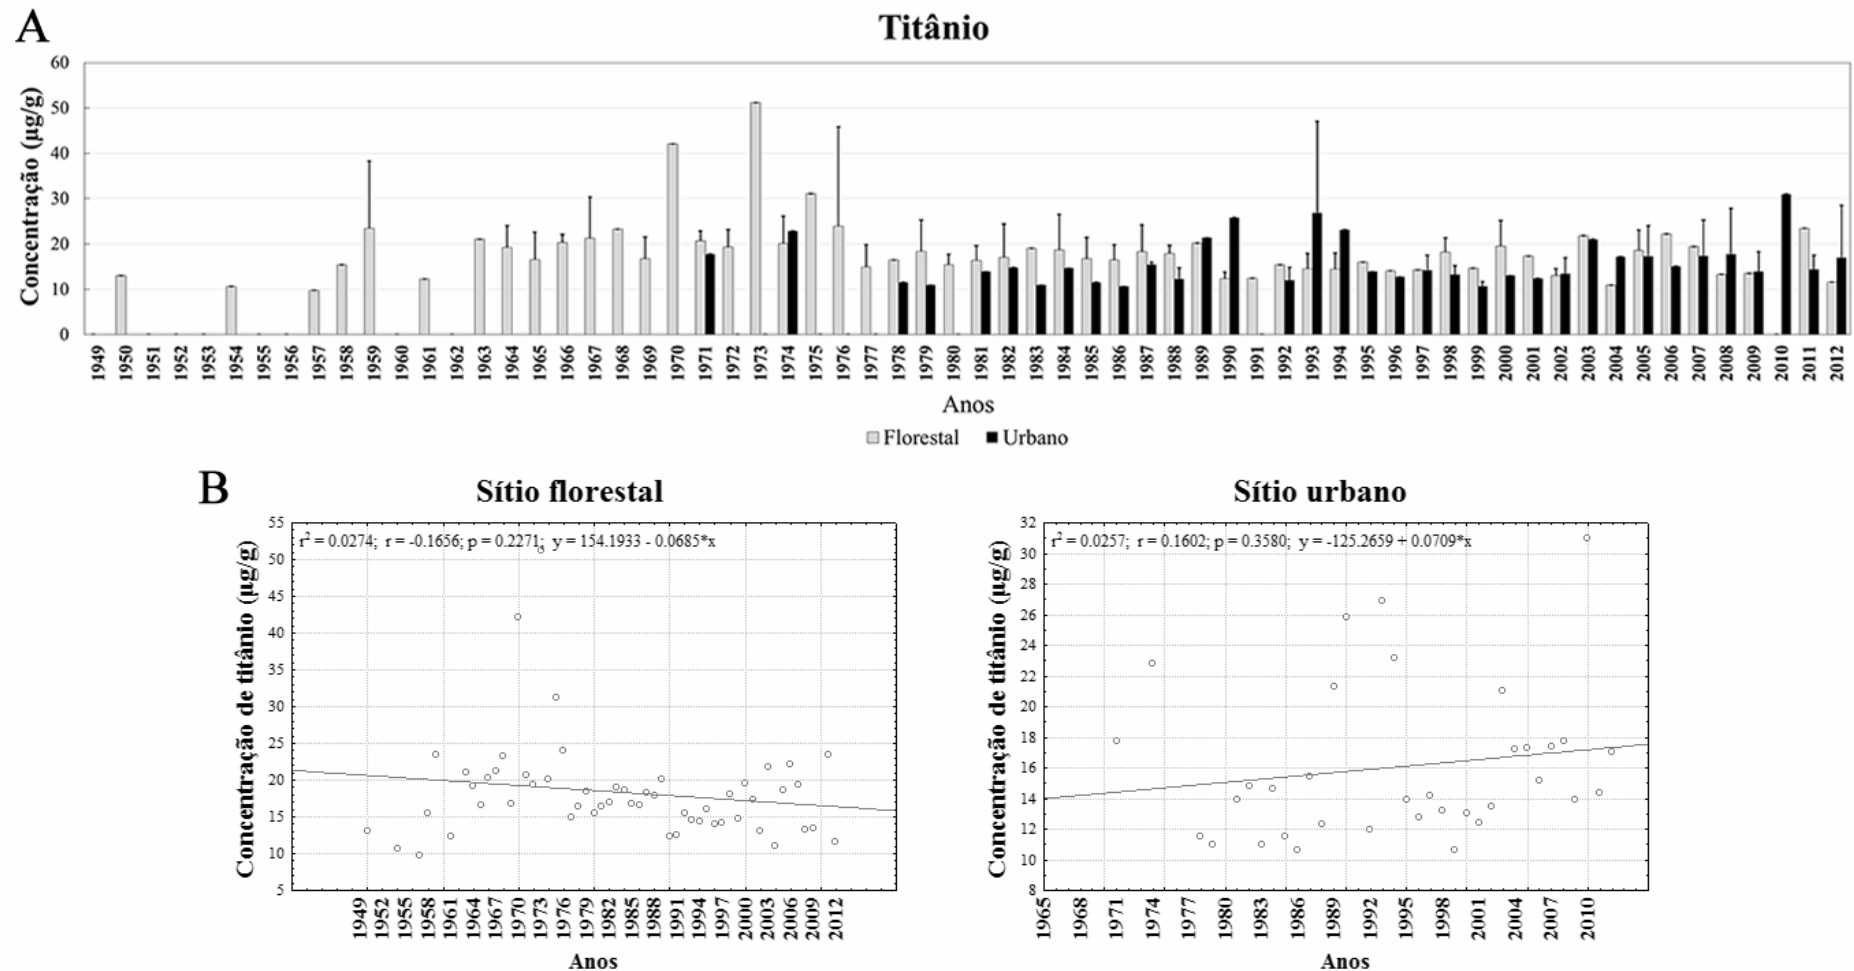 A
Titânio
Concentração (µg/g)
60
50
40
30
20
10
0
1949 1950 1951 1952 1953 1954 1955 1956 1957 1958 1959 1960 1961 1962 1963 1964 1965 1966 1967 1968 1969 1970 1971 1972 1973 1974 1975 1976 1977 1978 1979 1980 1981 1982 1983 1984 1985 1986 1987 1988 1989 1990 1991 1992 1993 1994 1995 1996 1997 1998 1999 2000 2001 2002 2003 2004 2005 2006 2007 2008 2009 2010 2011 2012
Anos
Florestal Urbano
B
Sítio florestal
r² = 0.0274; r = -0.1656; p = 0.2271; y = 154.1933 - 0.0685*x
Concentração de titânio (µg/g)
55
50
45
40
35
30
25
20
15
10
5
1949 1952 1955 1958 1961 1964 1967 1970 1973 1976 1979 1982 1985 1988 1991 1994 1997 2000 2003 2006 2009 2012
Anos
Sítio urbano
r² = 0.0257; r = 0.1602; p = 0.3580; y = -125.2659 + 0.0709*x
Concentração de titânio (µg/g)
32
30
28
26
24
22
20
18
16
14
12
10
8
1965 1968 1971 1974 1977 1980 1983 1986 1989 1992 1995 1998 2001 2004 2007 2010
Anos